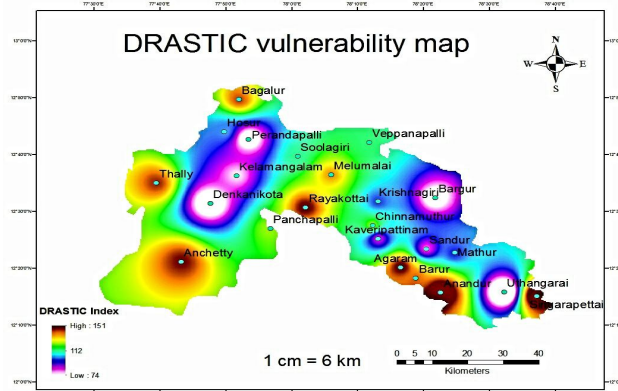 77°30'0"E 77°40'0"E 77°50'0"E 78°0'0"E 78°10'0"E 78°20'0"E 78°30'0"E 78°40'0"E
DRASTIC vulnerability map
N
W E
S
Bagalur
Hosur
Perandapalli
Veppanapalli
Soolagiri
Kelamangalam
Melumalai
Thally
Denkanikota
Rayakottai
Krishnagiri
Bargur
Panchapalli
Chinnamuthur
Kaveripattinam
Sandur
Mathur
Anchetty
Agaram
Barur
Anandur
Uthangarai
DRASTIC Index
High : 151
112
Low : 74
1 cm = 6 km
0 5 10 20 30 40
Kilometers